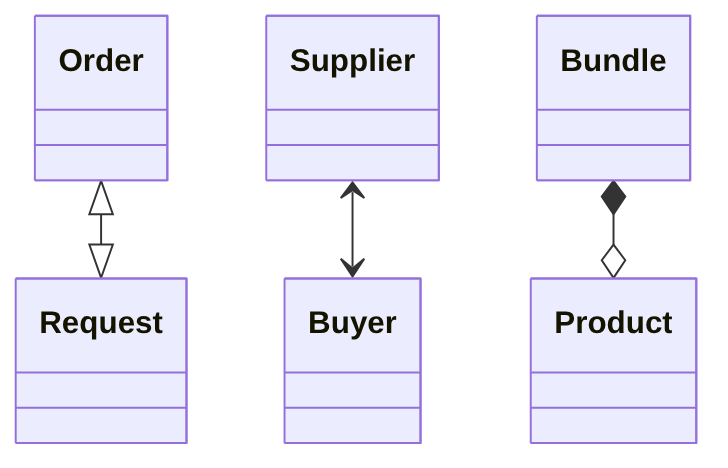 Order
Supplier
Bundle
Request
Buyer
Product